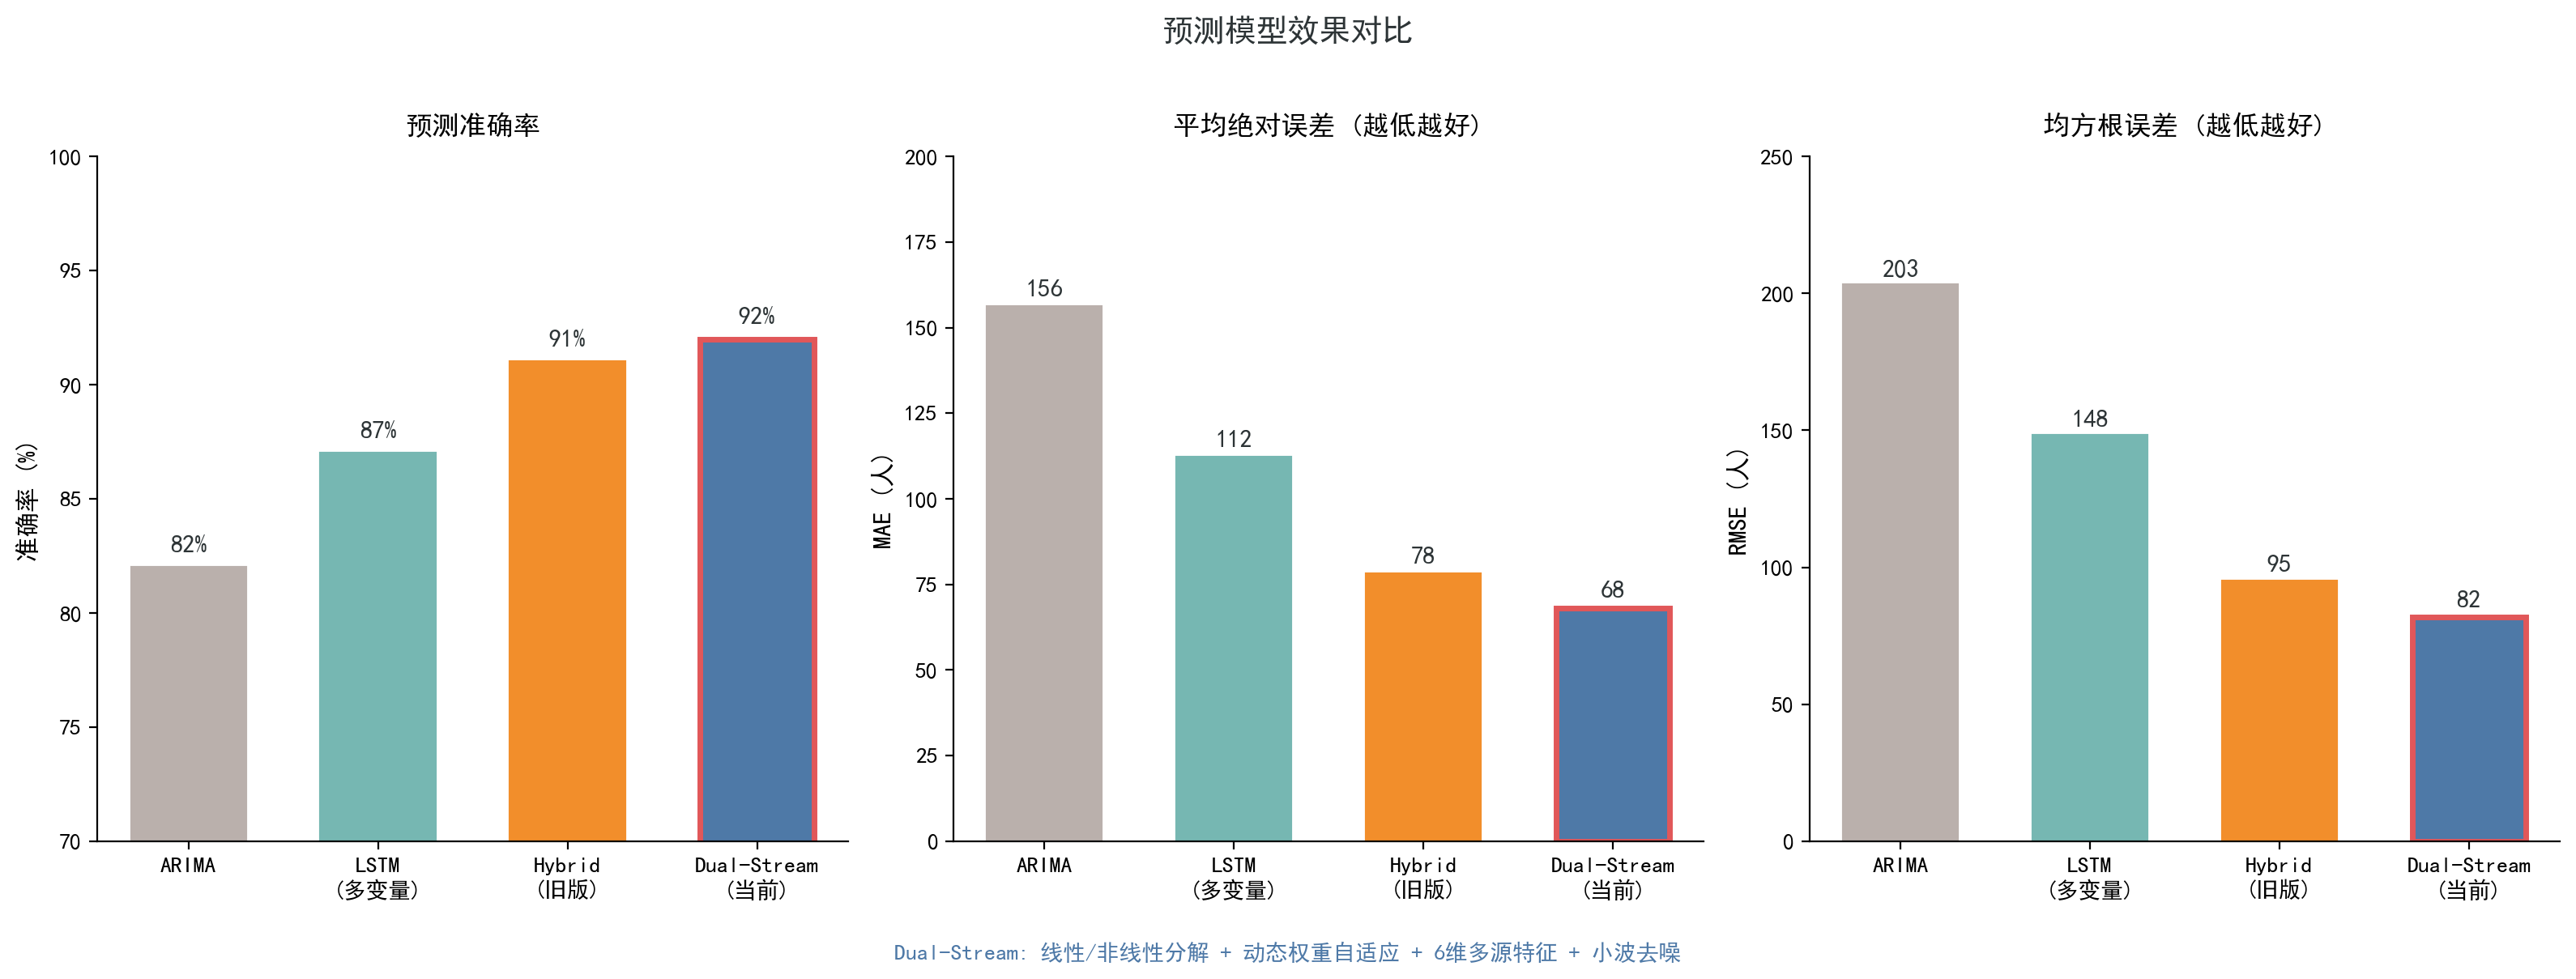 预测模型效果对比
预测准确率
准确率 (%)
100
95
90
85
80
75
70
82%
87%
91%
92%
ARIMA
LSTM
(多变量)
Hybrid
(旧版)
Dual-Stream
(当前)
平均绝对误差 (越低越好)
MAE (人)
200
175
150
125
100
75
50
25
0
156
112
78
68
ARIMA
LSTM
(多变量)
Hybrid
(旧版)
Dual-Stream
(当前)
均方根误差 (越低越好)
RMSE (人)
250
200
150
100
50
0
203
148
95
82
ARIMA
LSTM
(多变量)
Hybrid
(旧版)
Dual-Stream
(当前)
Dual-Stream: 线性/非线性分解 + 动态权重自适应 + 6维多源特征 + 小波去噪